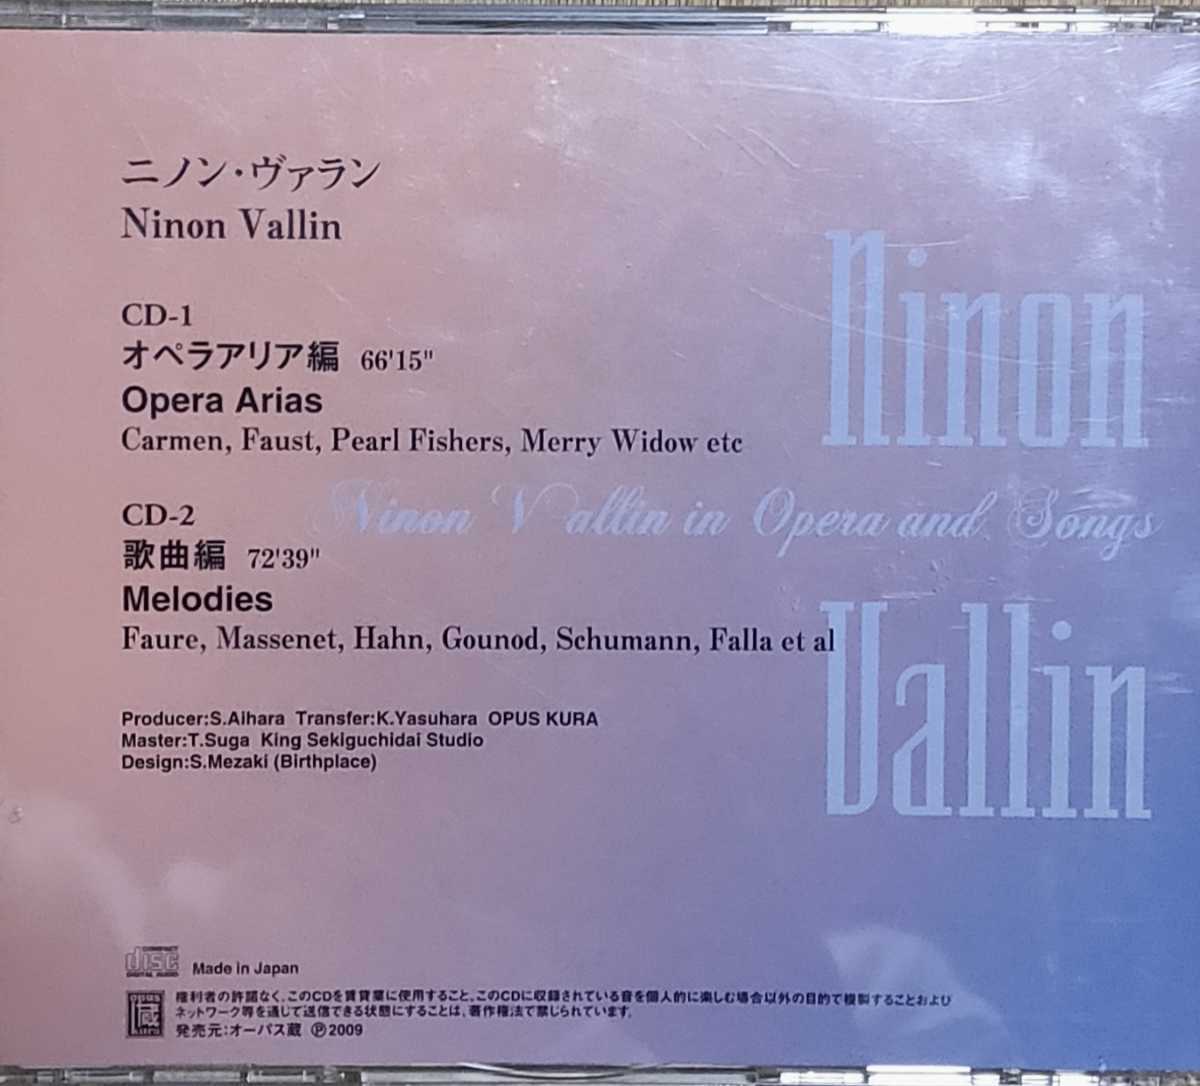 ニノン・ヴァラン
Ninon Vallin
CD-1
オペラアリア編 66'15"
Opera Arias
Carmen, Faust, Pearl Fishers, Merry Widow etc
CD-2
歌曲編 72'39"
Melodies
Faure, Massenet, Hahn, Gounod, Schumann, Falla et al
Ninon
Ninon Vallin in Opera and Songs
Vallin
Producer:S.Aihara Transfer:K.Yasuhara OPUS KURA
Master:T.Suga King Sekiguchidai Studio
Design:S.Mezaki (Birthplace)
COMPACT
disc
DIGITAL AUDIO
Made in Japan
opus
蔵
kura
権利者の許諾なく、このCDを賃貸業に使用すること、このCDに収録されている音を個人的に楽しむ場合以外の目的で複製することおよび
ネットワーク等を通じて送信できる状態にすることは、著作権法で禁じられています。
発売元:オーパス蔵 ℗2009